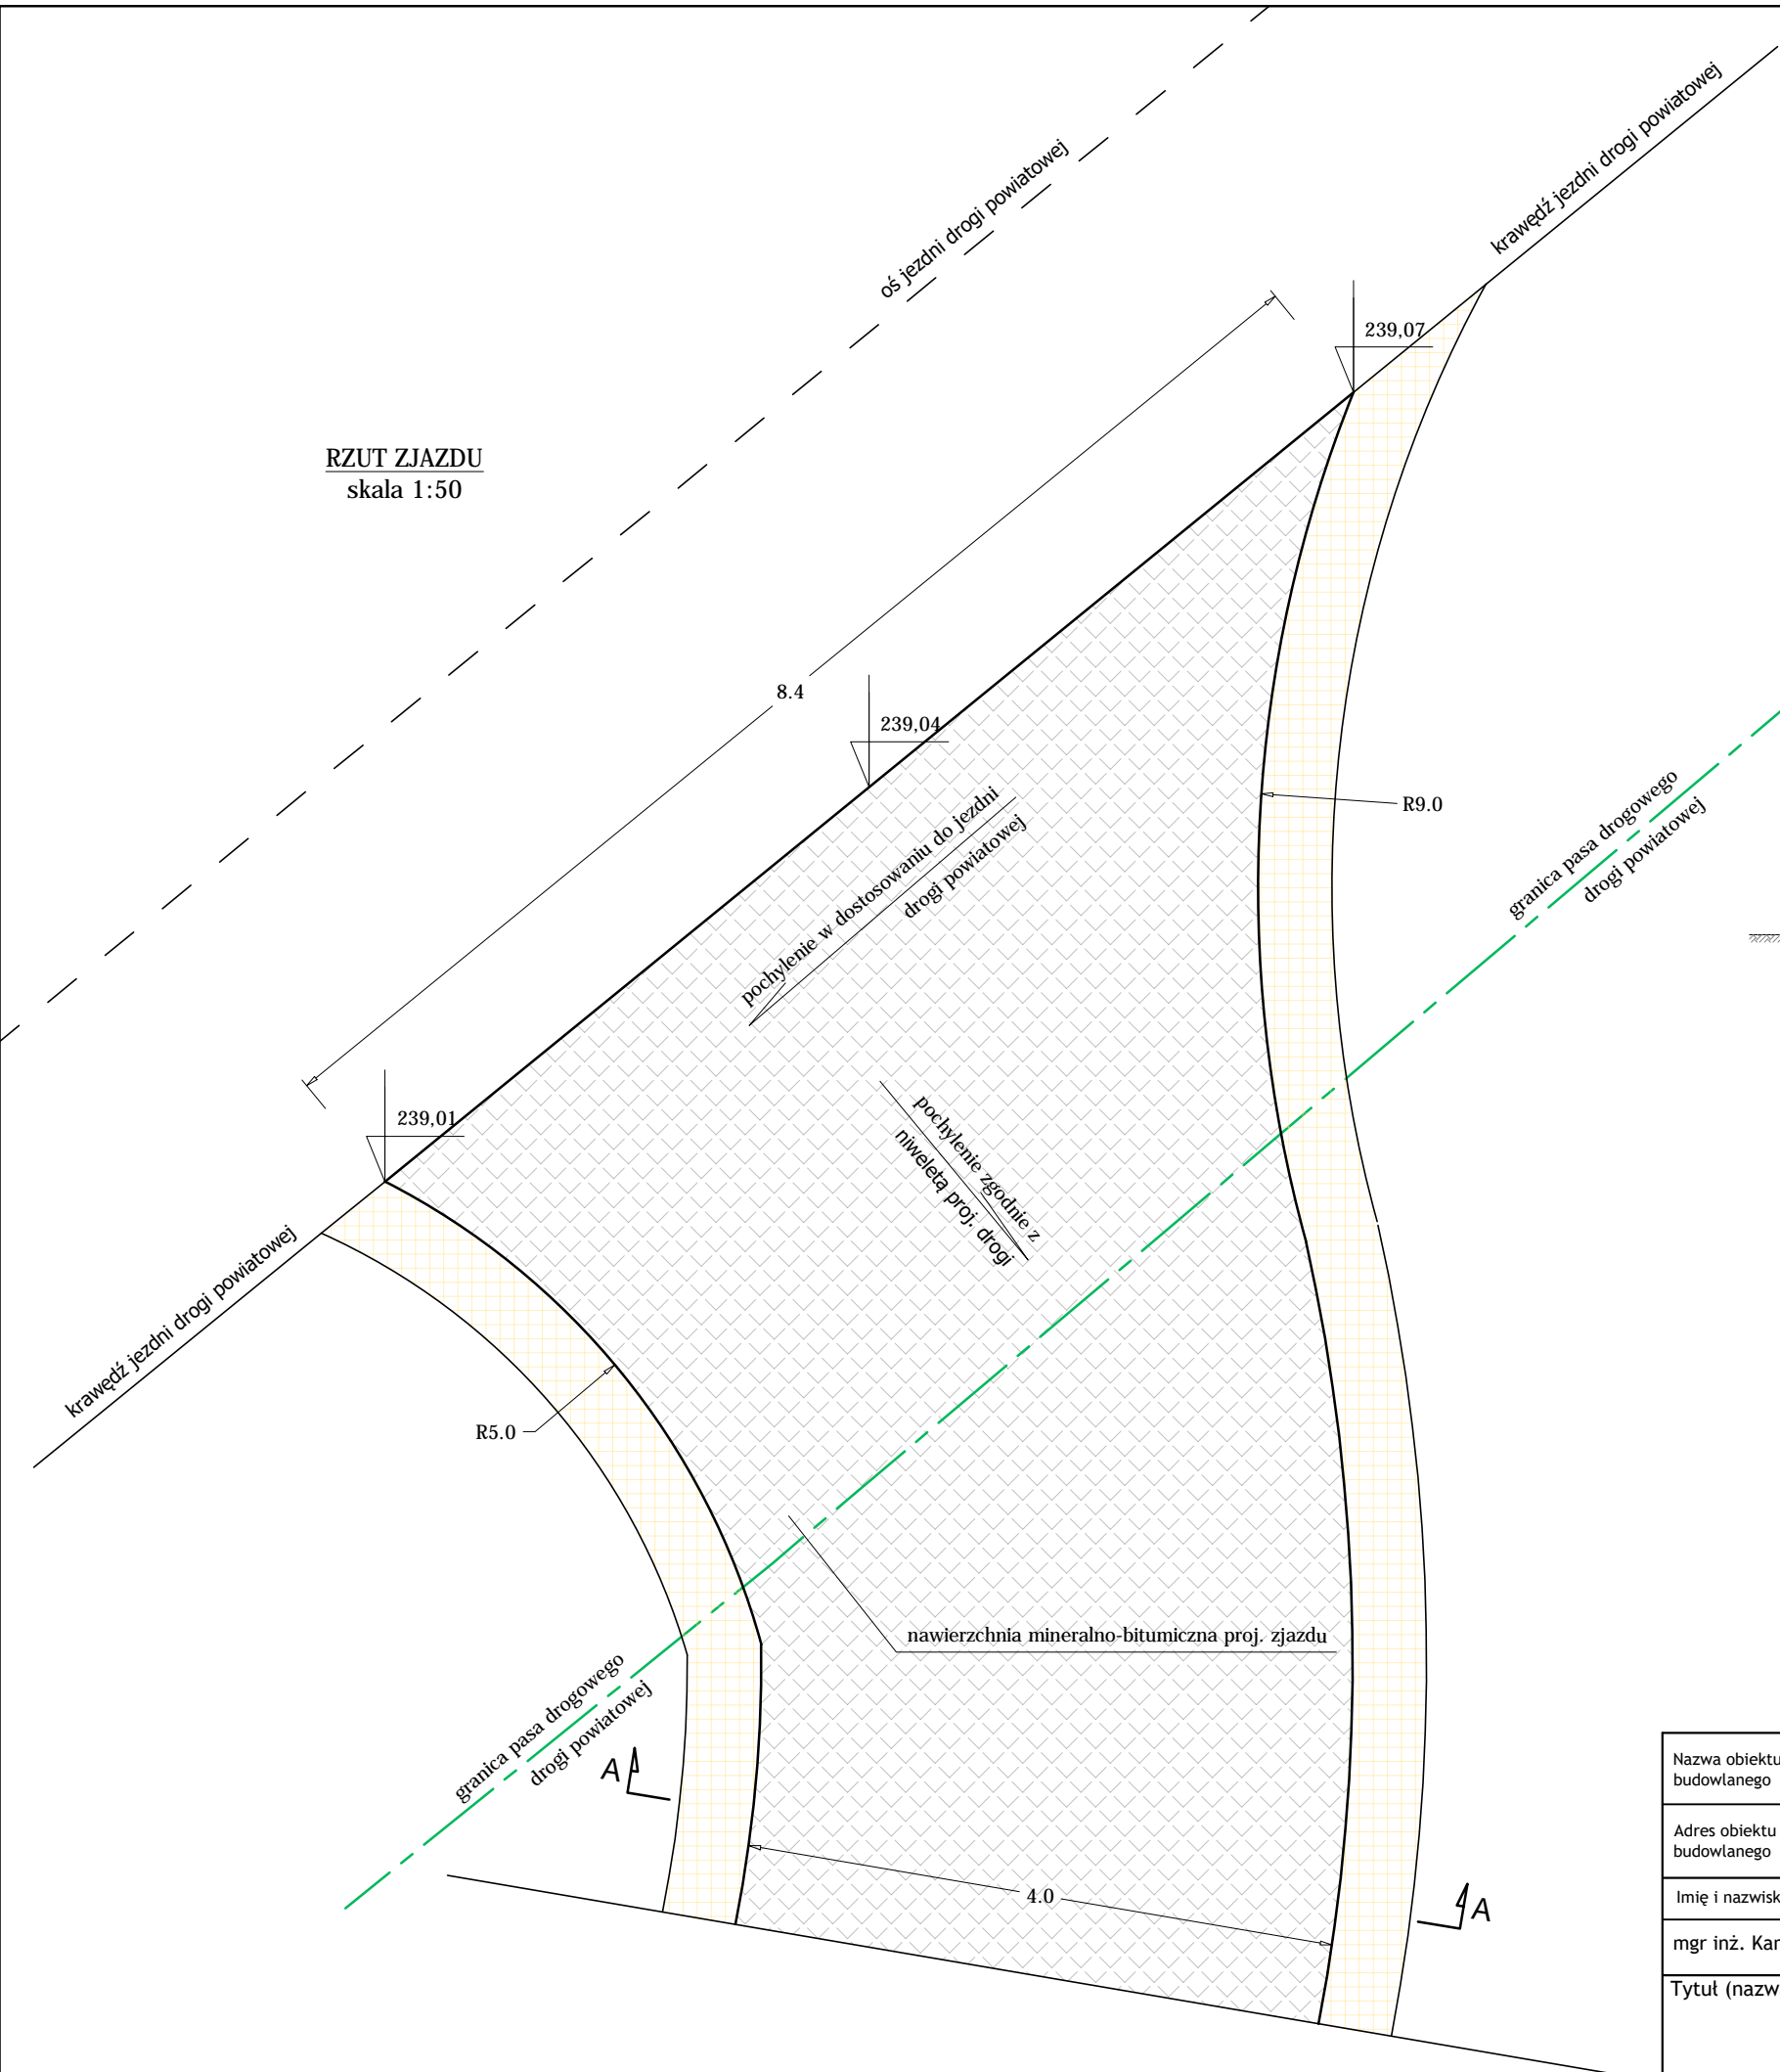 oś jezdni drogi powiatowej
krawędź jezdni drogi powiatowej
239,07
RZUT ZJAZDU
skala 1:50
8.4
239,04
R9.0
pochylenie w dostosowaniu do jezdni
drogi powiatowej
granica pasa drogowego
drogi powiatowej
239,01
pochylenie zgodnie z
niweletą proj. drogi
krawędź jezdni drogi powiatowej
R5.0
nawierzchnia mineralno-bitumiczna proj. zjazdu
granica pasa drogowego
drogi powiatowej
A
4.0
A
Nazwa obiektu
budowlanego
Adres obiektu
budowlanego
Imię i nazwisk
mgr inż. Kar
Tytuł (nazw